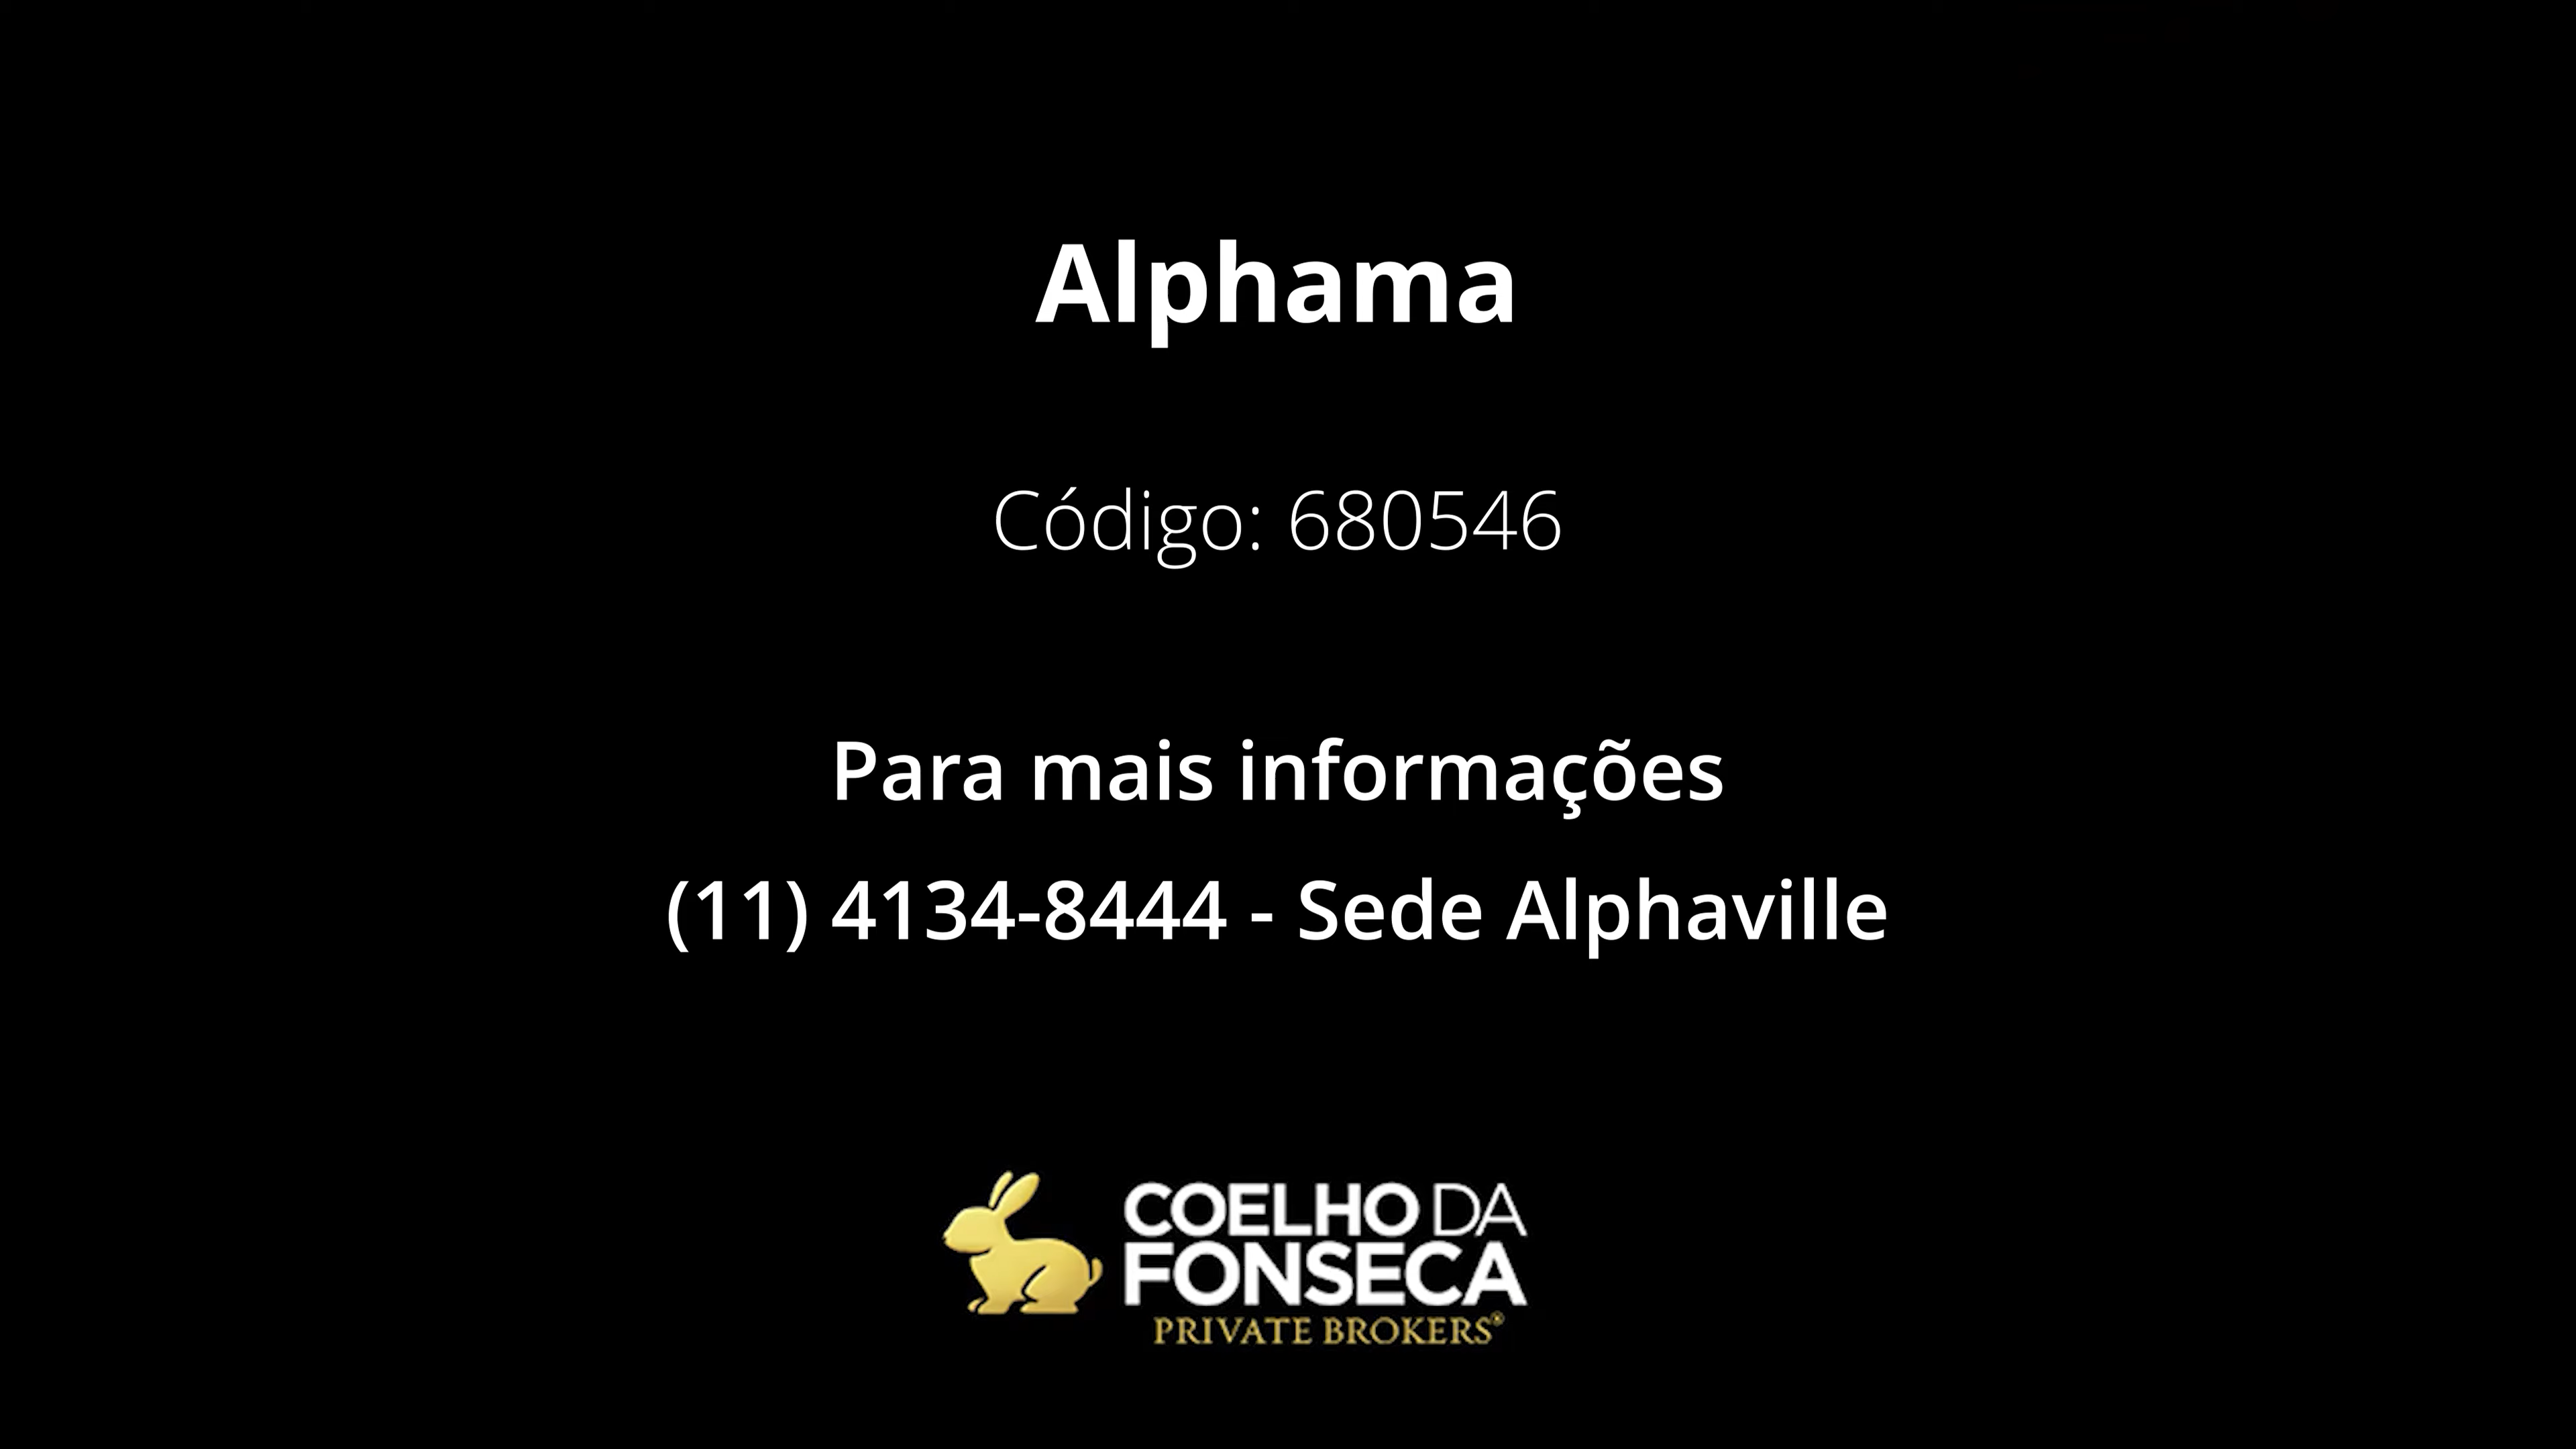 Alphama
Código: 680546
Para mais informações
(11) 4134-8444 - Sede Alphaville
COELHO DA
FONSECA
PRIVATE BROKERS®